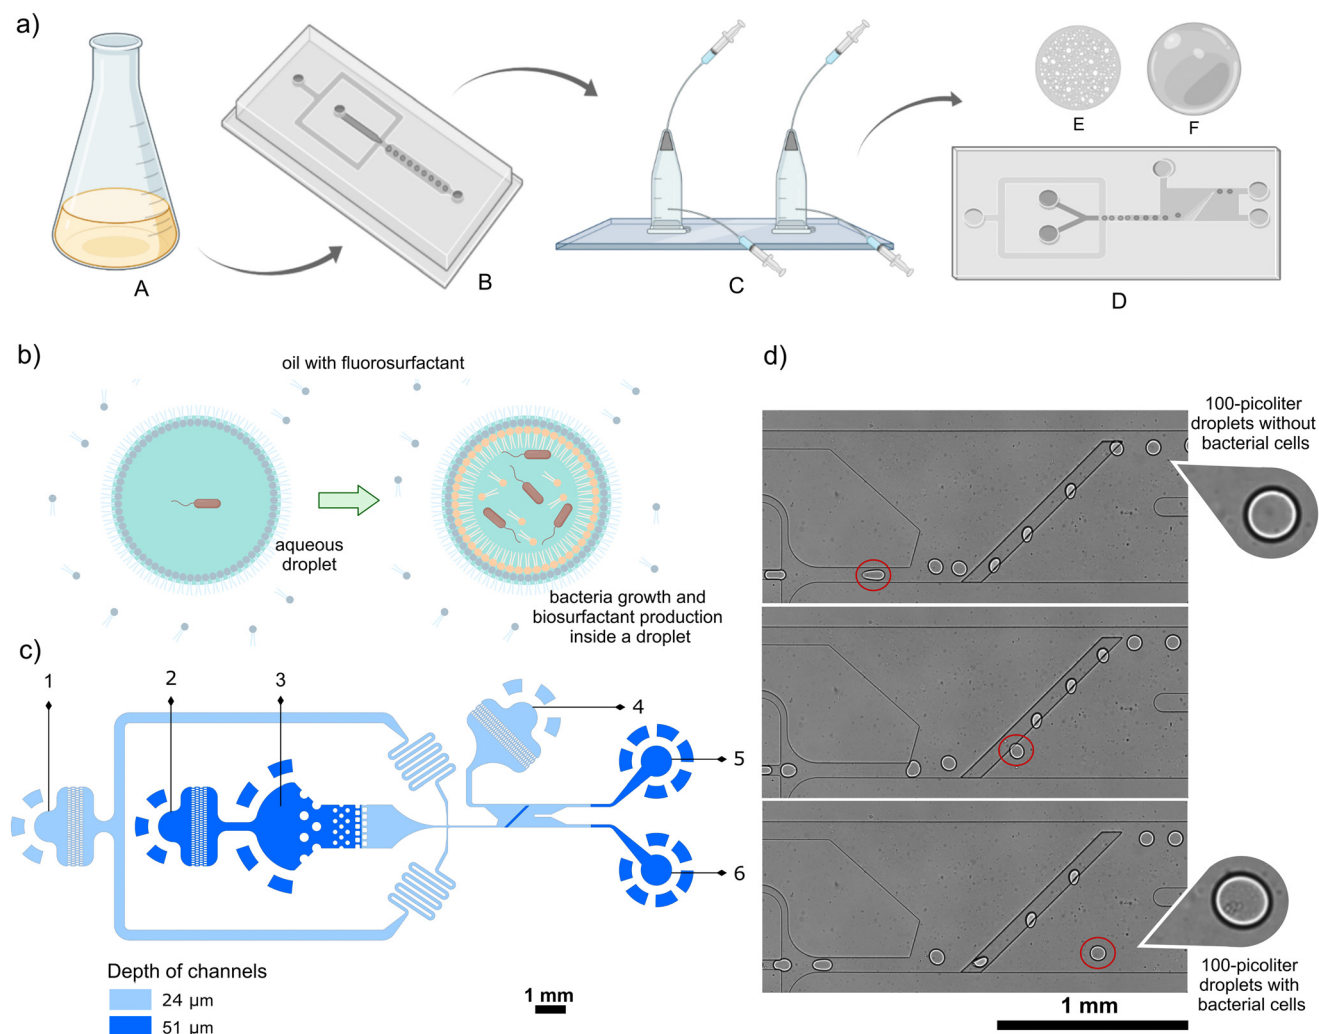 a)
A
B
C
E
F
D
b)
oil with fluorosurfactant
aqueous
droplet
bacteria growth and
biosurfactant production
inside a droplet
c)
1
2
3
4
5
6
Depth of channels
24 μm
51 μm
1 mm
d)
100-picoliter
droplets without
bacterial cells
100-picoliter
droplets with
bacterial cells
1 mm